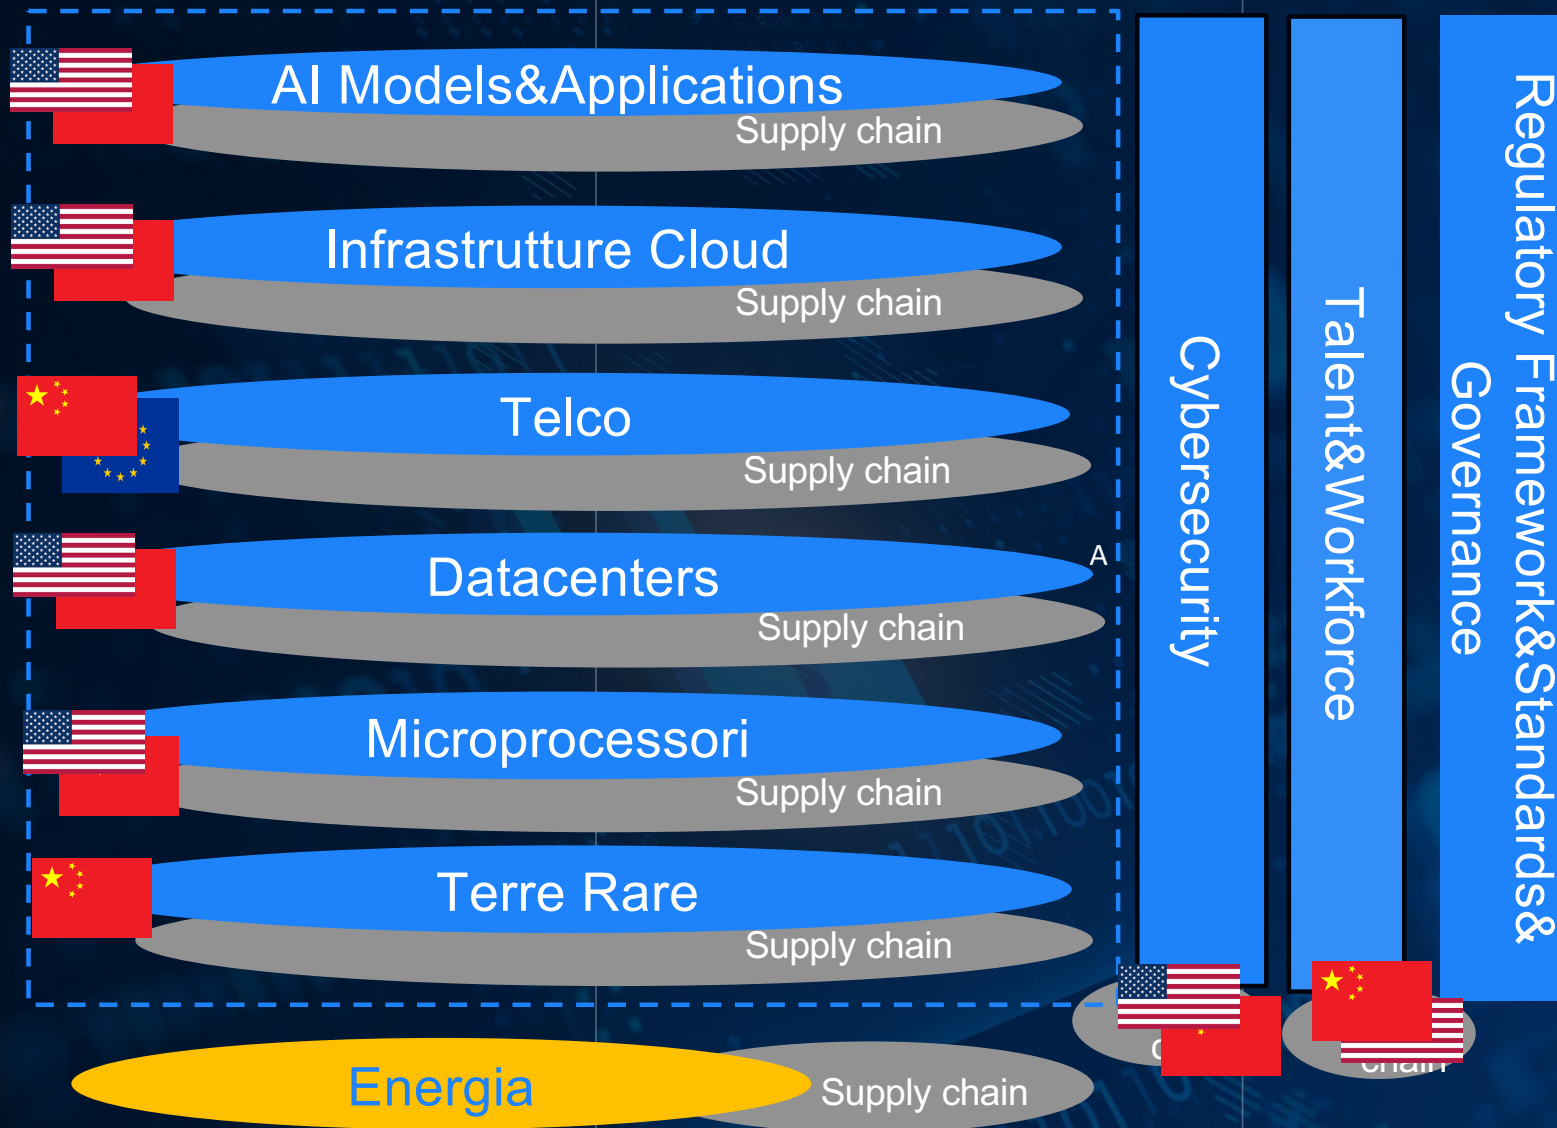 AI Models&Applications
Supply chain
Infrastrutture Cloud
Supply chain
Telco
Supply chain
Datacenters
A
Supply chain
Microprocessori
Supply chain
Terre Rare
Supply chain
Energia
Supply chain
Cybersecurity
Talent&Workforce
chain
Regulatory Framework&Standards&
Governance